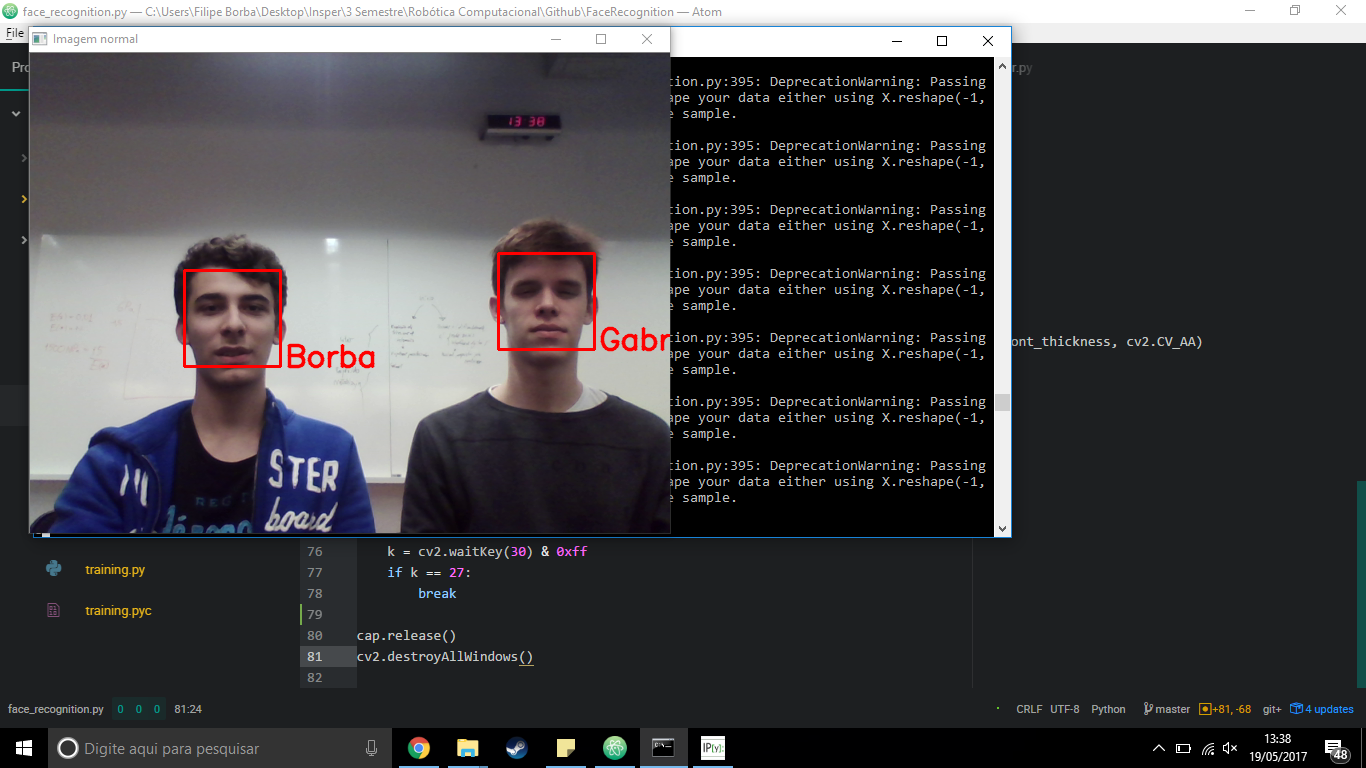 face_recognition.py — C:\Users\Filipe Borba\Desktop\Insper\3 Semestre\Robótica Computacional\Github\FaceRecognition — Atom
File
Imagem normal
Pro
r.py
13 38
Borba
Gabr
STER
board
tion.py:395: DeprecationWarning: Passing
ape your data either using X.reshape(-1,
e sample.
tion.py:395: DeprecationWarning: Passing
ape your data either using X.reshape(-1,
e sample.
tion.py:395: DeprecationWarning: Passing
ape your data either using X.reshape(-1,
e sample.
tion.py:395: DeprecationWarning: Passing
ape your data either using X.reshape(-1,
e sample.
tion.py:395: DeprecationWarning: Passing
ape your data either using X.reshape(-1,
e sample.
tion.py:395: DeprecationWarning: Passing
ape your data either using X.reshape(-1,
e sample.
tion.py:395: DeprecationWarning: Passing
ape your data either using X.reshape(-1,
e sample.
ont_thickness, cv2.CV_AA)
training.py
training.pyc
76 k = cv2.waitKey(30) & 0xff
77 if k == 27:
78 break
79
80 cap.release()
81 cv2.destroyAllWindows()
82
face_recognition.py 0 0 0 81:24
CRLF UTF-8 Python master +81, -68 git+ 4 updates
Digite aqui para pesquisar
IP[y]:
13:38
19/05/2017
48